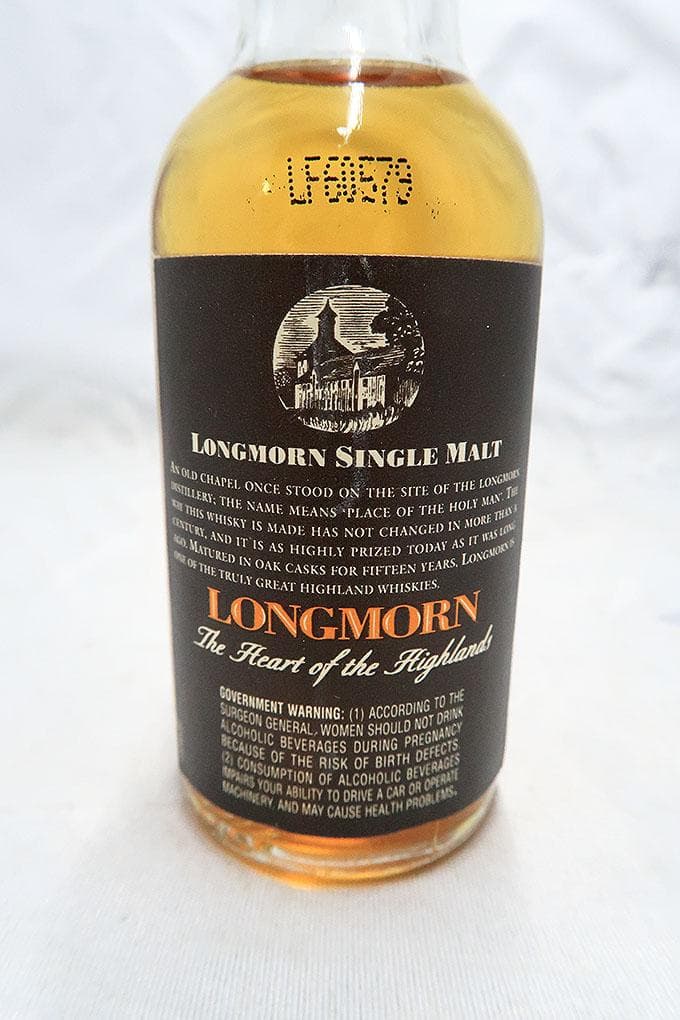 LF60579
LONGMORN SINGLE MALT
AN OLD CHAPEL ONCE STOOD ON THE SITE OF THE LONGMORN
DISTILLERY; THE NAME MEANS 'PLACE OF THE HOLY MAN'. THE
WAY THIS WHISKY IS MADE HAS NOT CHANGED IN MORE THAN A
CENTURY, AND IT IS AS HIGHLY PRIZED TODAY AS IT WAS LONG
AGO. MATURED IN OAK CASKS FOR FIFTEEN YEARS, LONGMORN IS
ONE OF THE TRULY GREAT HIGHLAND WHISKIES.
LONGMORN
The Heart of the Highlands
GOVERNMENT WARNING: (1) ACCORDING TO THE
SURGEON GENERAL, WOMEN SHOULD NOT DRINK
ALCOHOLIC BEVERAGES DURING PREGNANCY
BECAUSE OF THE RISK OF BIRTH DEFECTS.
(2) CONSUMPTION OF ALCOHOLIC BEVERAGES
IMPAIRS YOUR ABILITY TO DRIVE A CAR OR OPERATE
MACHINERY, AND MAY CAUSE HEALTH PROBLEMS.